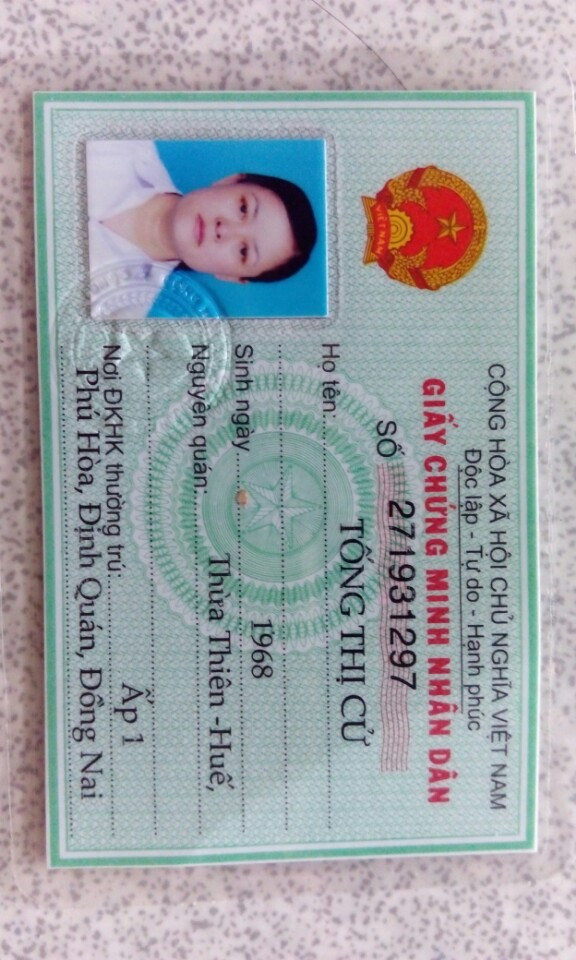 CỘNG HÒA XÃ HỘI CHỦ NGHĨA VIỆT NAM
Độc lập - Tự do - Hạnh phúc
GIẤY CHỨNG MINH NHÂN DÂN
SỐ 271931297
Họ tên: TỐNG THỊ CỬ
Sinh ngày 1968
Nguyên quán: Thừa Thiên -Huế,
Nơi ĐKHK thường trú: Ấp 1
Phú Hòa, Định Quán, Đồng Nai
VIỆT NAM